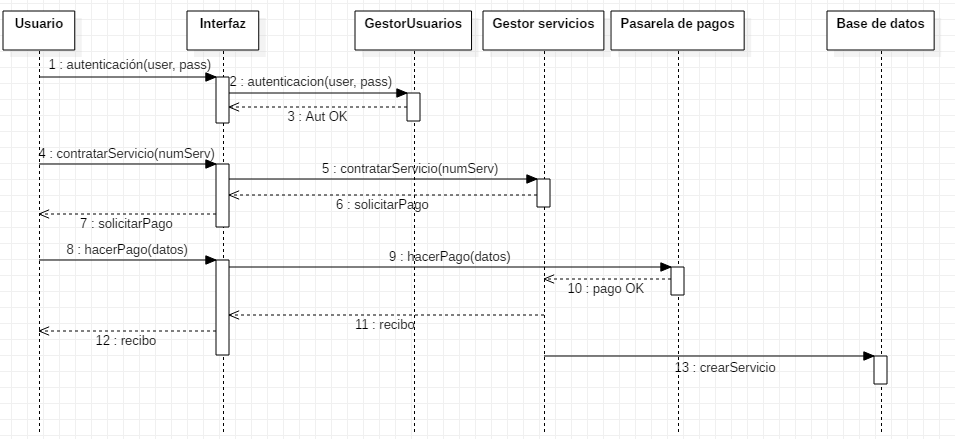 Usuario
Interfaz
GestorUsuarios
Gestor servicios
Pasarela de pagos
Base de datos
1 : autenticación(user, pass)
2 : autenticacion(user, pass)
3 : Aut OK
4 : contratarServicio(numServ)
5 : contratarServicio(numServ)
6 : solicitarPago
7 : solicitarPago
8 : hacerPago(datos)
9 : hacerPago(datos)
10 : pago OK
11 : recibo
12 : recibo
13 : crearServicio